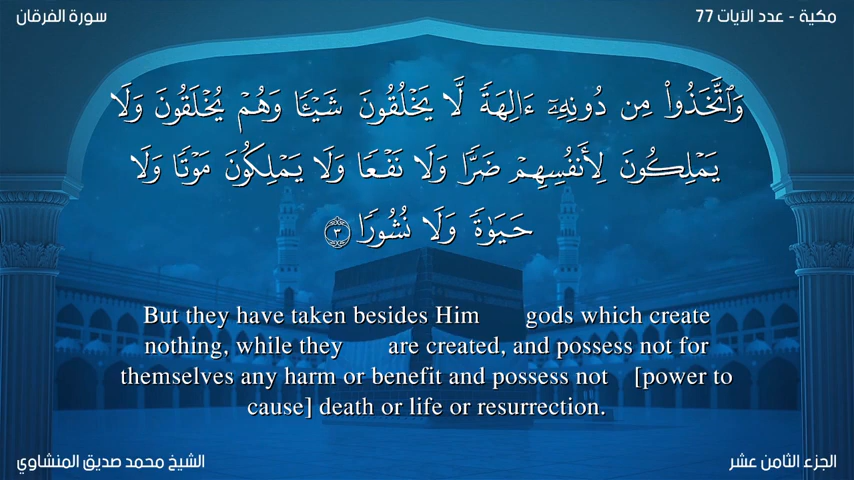 مكية - عدد الآيات 77
سورة الفرقان
وَٱتَّخَذُوا۟ مِن دُونِهِۦٓ ءَالِهَةً لَّا يَخْلُقُونَ شَيْـًٔا وَهُمْ يُخْلَقُونَ وَلَا
يَمْلِكُونَ لِأَنفُسِهِمْ ضَرًّا وَلَا نَفْعًا وَلَا يَمْلِكُونَ مَوْتًا وَلَا
حَيَوٰةً وَلَا نُشُورًا ٣
But they have taken besides Him gods which create
nothing, while they are created, and possess not for
themselves any harm or benefit and possess not [power to
cause] death or life or resurrection.
الجزء الثامن عشر
الشيخ محمد صديق المنشاوي